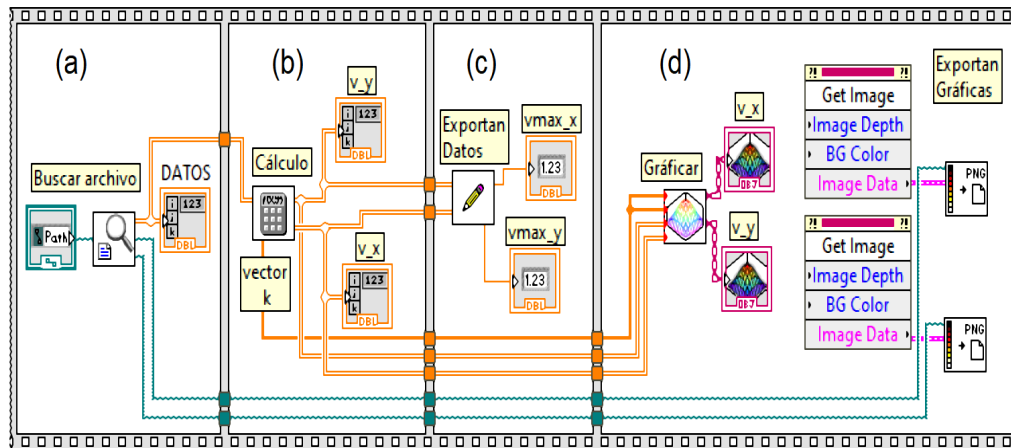 (a)
Buscar archivo
Path
DATOS
i
j
k
123
DBL
(b)
v_y
i
j
k
123
DBL
Cálculo
f(x,y)
v_x
i
j
k
123
DBL
vector
k
(c)
Exportan
Datos
vmax_x
1.23
DBL
vmax_y
1.23
DBL
(d)
v_x
OBJ
Gráficar
v_y
OBJ
?! ?!
Get Image
Image Depth
BG Color
Image Data
?! ?!
Get Image
Image Depth
BG Color
Image Data
Exportan
Gráficas
PNG
PNG